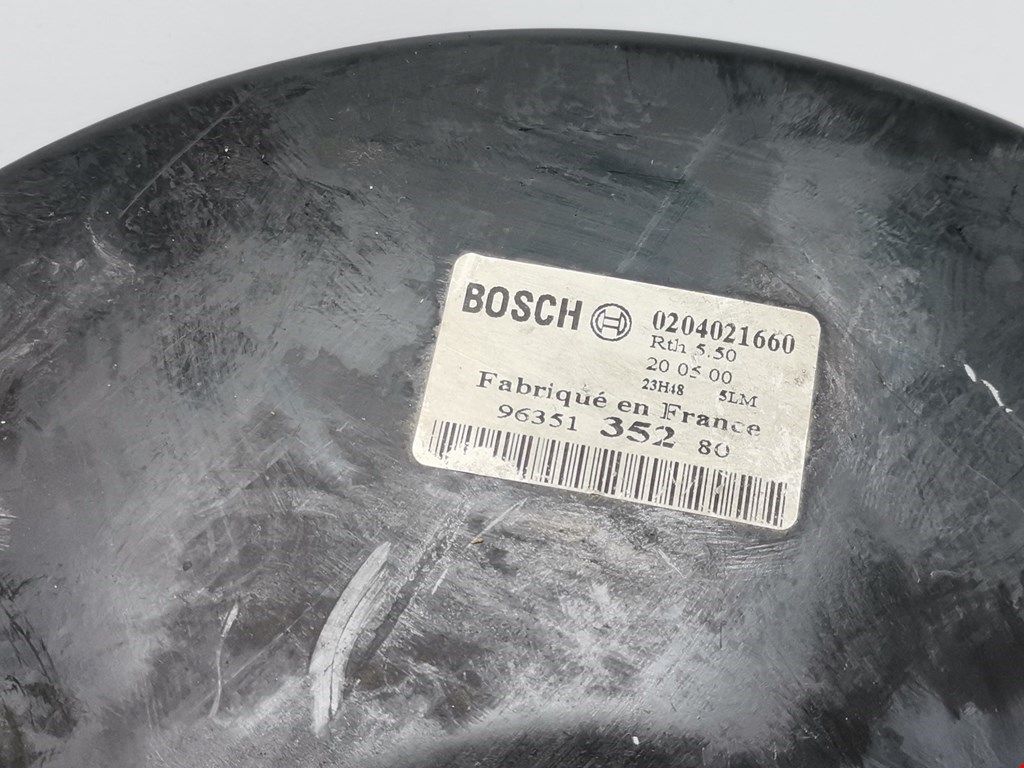 BOSCH 0204021660
Rth 5.50
20 05 00
23H48 5LM
Fabriqué en France
96351 352 80